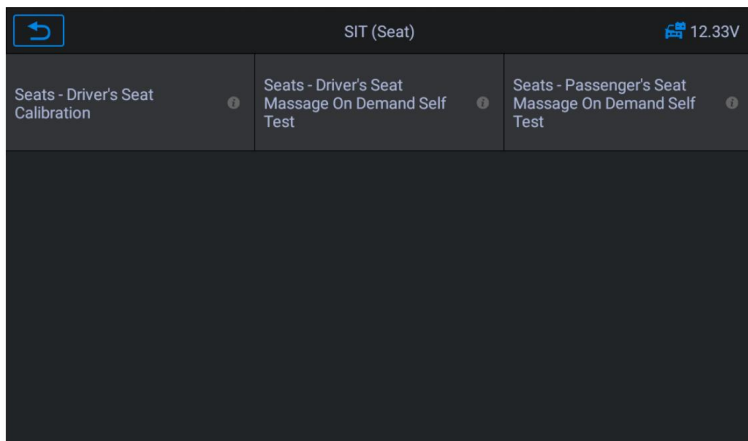 SIT (Seat)
12.33V
Seats - Driver's Seat
Calibration
Seats - Driver's Seat
Massage On Demand Self
Test
Seats - Passenger's Seat
Massage On Demand Self
Test